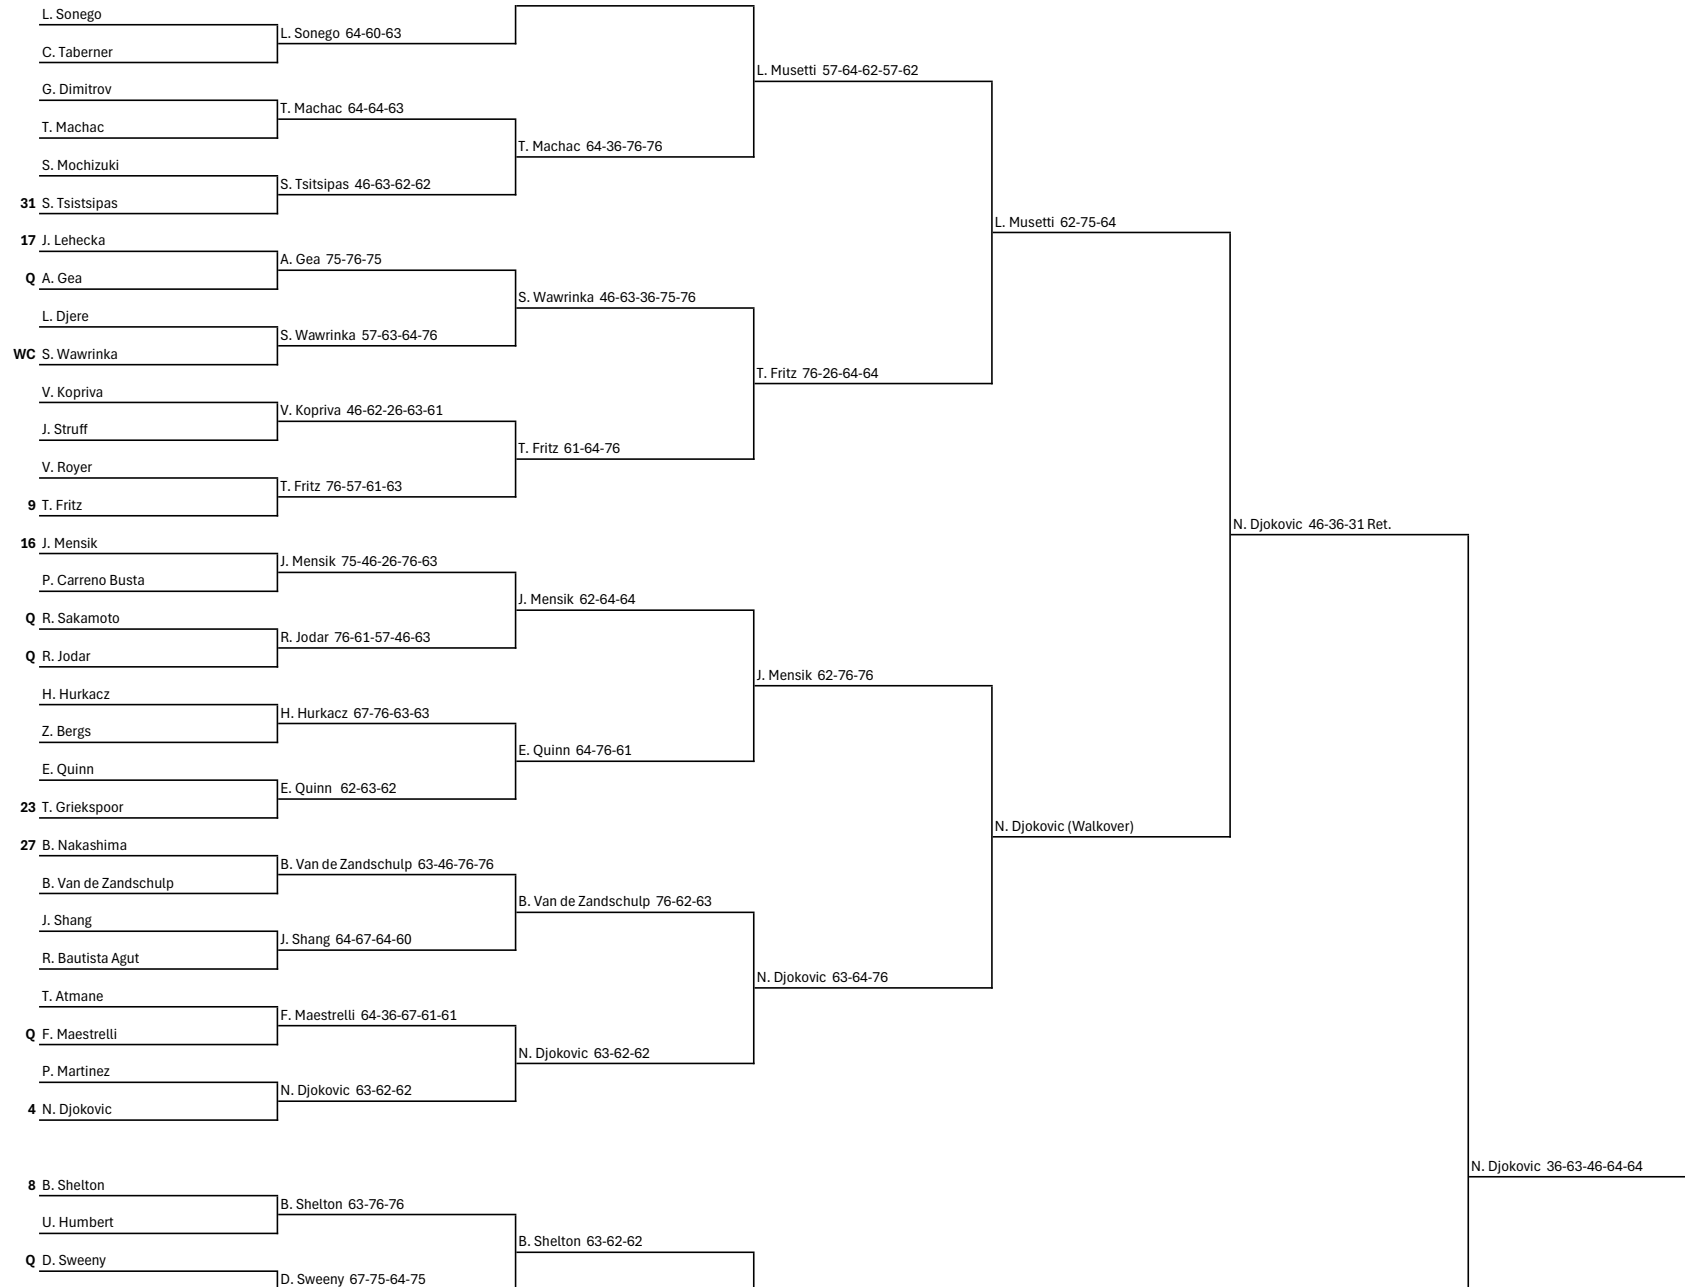 L. Sonego
L. Sonego 64-60-63
C. Taberner
L. Musetti 57-64-62-57-62
G. Dimitrov
T. Machac 64-64-63
T. Machac
T. Machac 64-36-76-76
S. Mochizuki
S. Tsitsipas 46-63-62-62
31 S. Tsistsipas
L. Musetti 62-75-64
17 J. Lehecka
A. Gea 75-76-75
Q A. Gea
S. Wawrinka 46-63-36-75-76
L. Djere
S. Wawrinka 57-63-64-76
WC S. Wawrinka
T. Fritz 76-26-64-64
V. Kopriva
V. Kopriva 46-62-26-63-61
J. Struff
T. Fritz 61-64-76
V. Royer
T. Fritz 76-57-61-63
9 T. Fritz
N. Djokovic 46-36-31 Ret.
16 J. Mensik
J. Mensik 75-46-26-76-63
P. Carreno Busta
J. Mensik 62-64-64
Q R. Sakamoto
R. Jodar 76-61-57-46-63
Q R. Jodar
J. Mensik 62-76-76
H. Hurkacz
H. Hurkacz 67-76-63-63
Z. Bergs
E. Quinn 64-76-61
E. Quinn
E. Quinn 62-63-62
23 T. Griekspoor
N. Djokovic (Walkover)
27 B. Nakashima
B. Van de Zandschulp 63-46-76-76
B. Van de Zandschulp
B. Van de Zandschulp 76-62-63
J. Shang
J. Shang 64-67-64-60
R. Bautista Agut
N. Djokovic 63-64-76
T. Atmane
F. Maestrelli 64-36-67-61-61
Q F. Maestrelli
N. Djokovic 63-62-62
P. Martinez
N. Djokovic 63-62-62
4 N. Djokovic
N. Djokovic 36-63-46-64-64
8 B. Shelton
B. Shelton 63-76-76
U. Humbert
B. Shelton 63-62-62
Q D. Sweeny
D. Sweeny 67-75-64-75